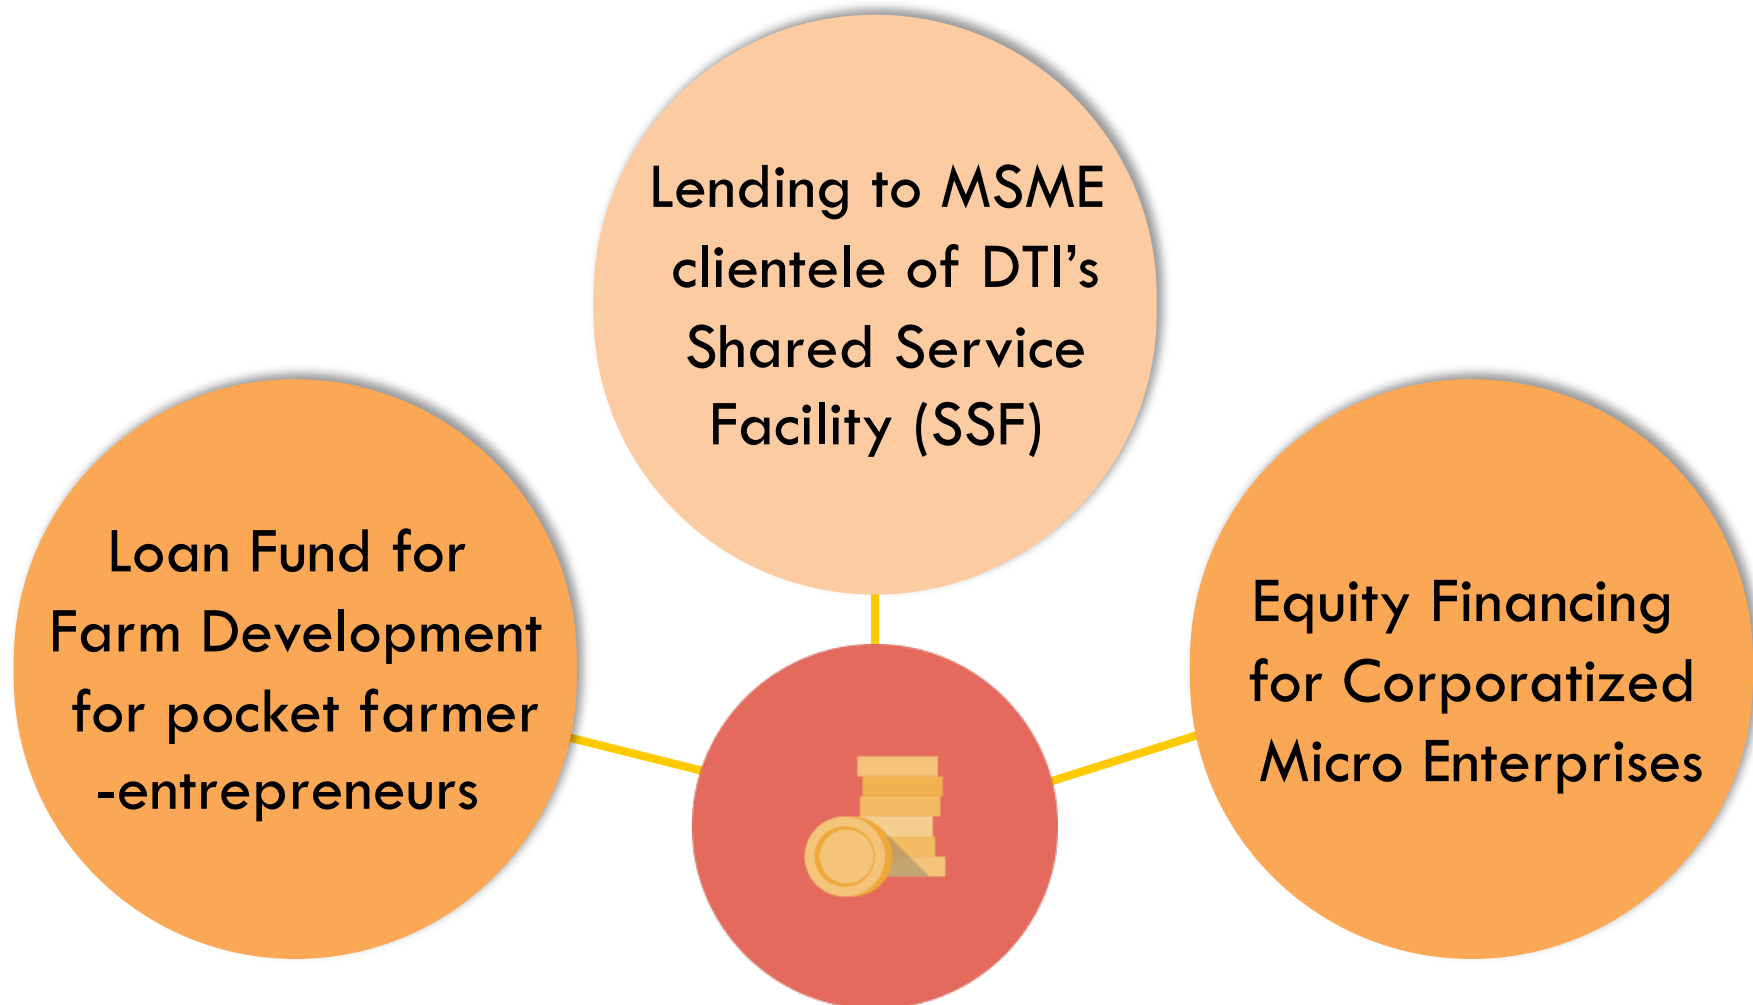 Lending to MSME
clientele of DTI’s
Shared Service
Facility (SSF)
Loan Fund for
Farm Development
for pocket farmer
-entrepreneurs
Equity Financing
for Corporatized
Micro Enterprises